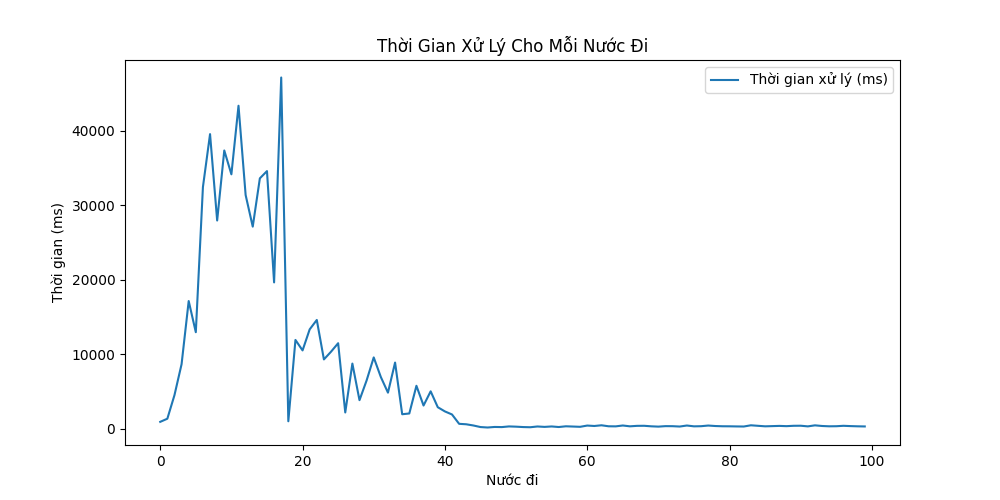 Thời Gian Xử Lý Cho Mỗi Nước Đi
Thời gian xử lý (ms)
Thời gian (ms)
40000
30000
20000
10000
0
0 20 40 60 80 100
Nước đi